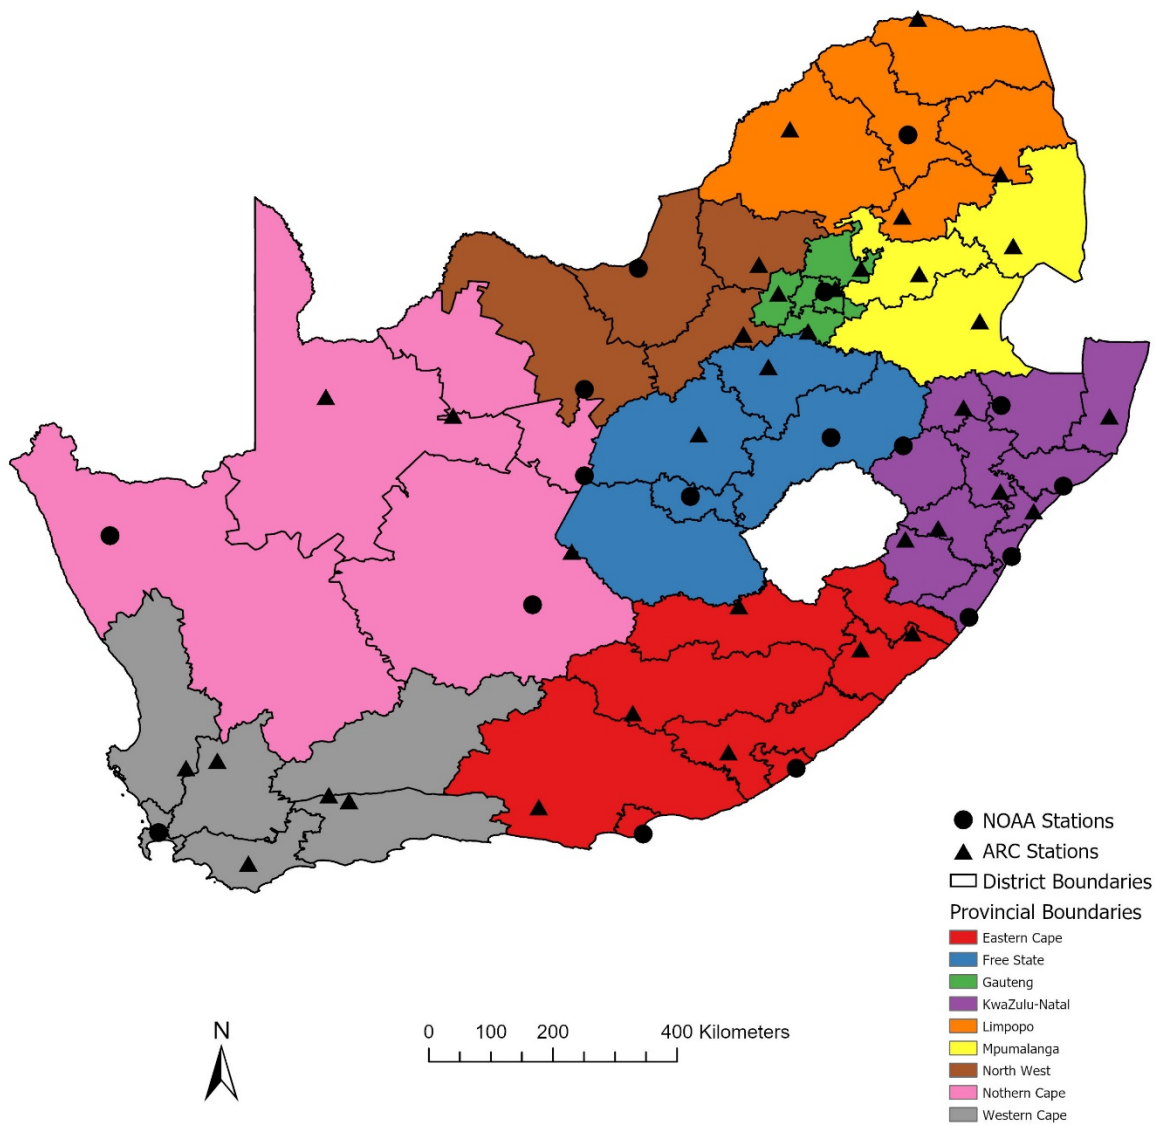 NOAA Stations
ARC Stations
District Boundaries
Provincial Boundaries
Eastern Cape
Free State
Gauteng
KwaZulu-Natal
Limpopo
Mpumalanga
North West
Nothern Cape
Western Cape
N
0 100 200 400 Kilometers